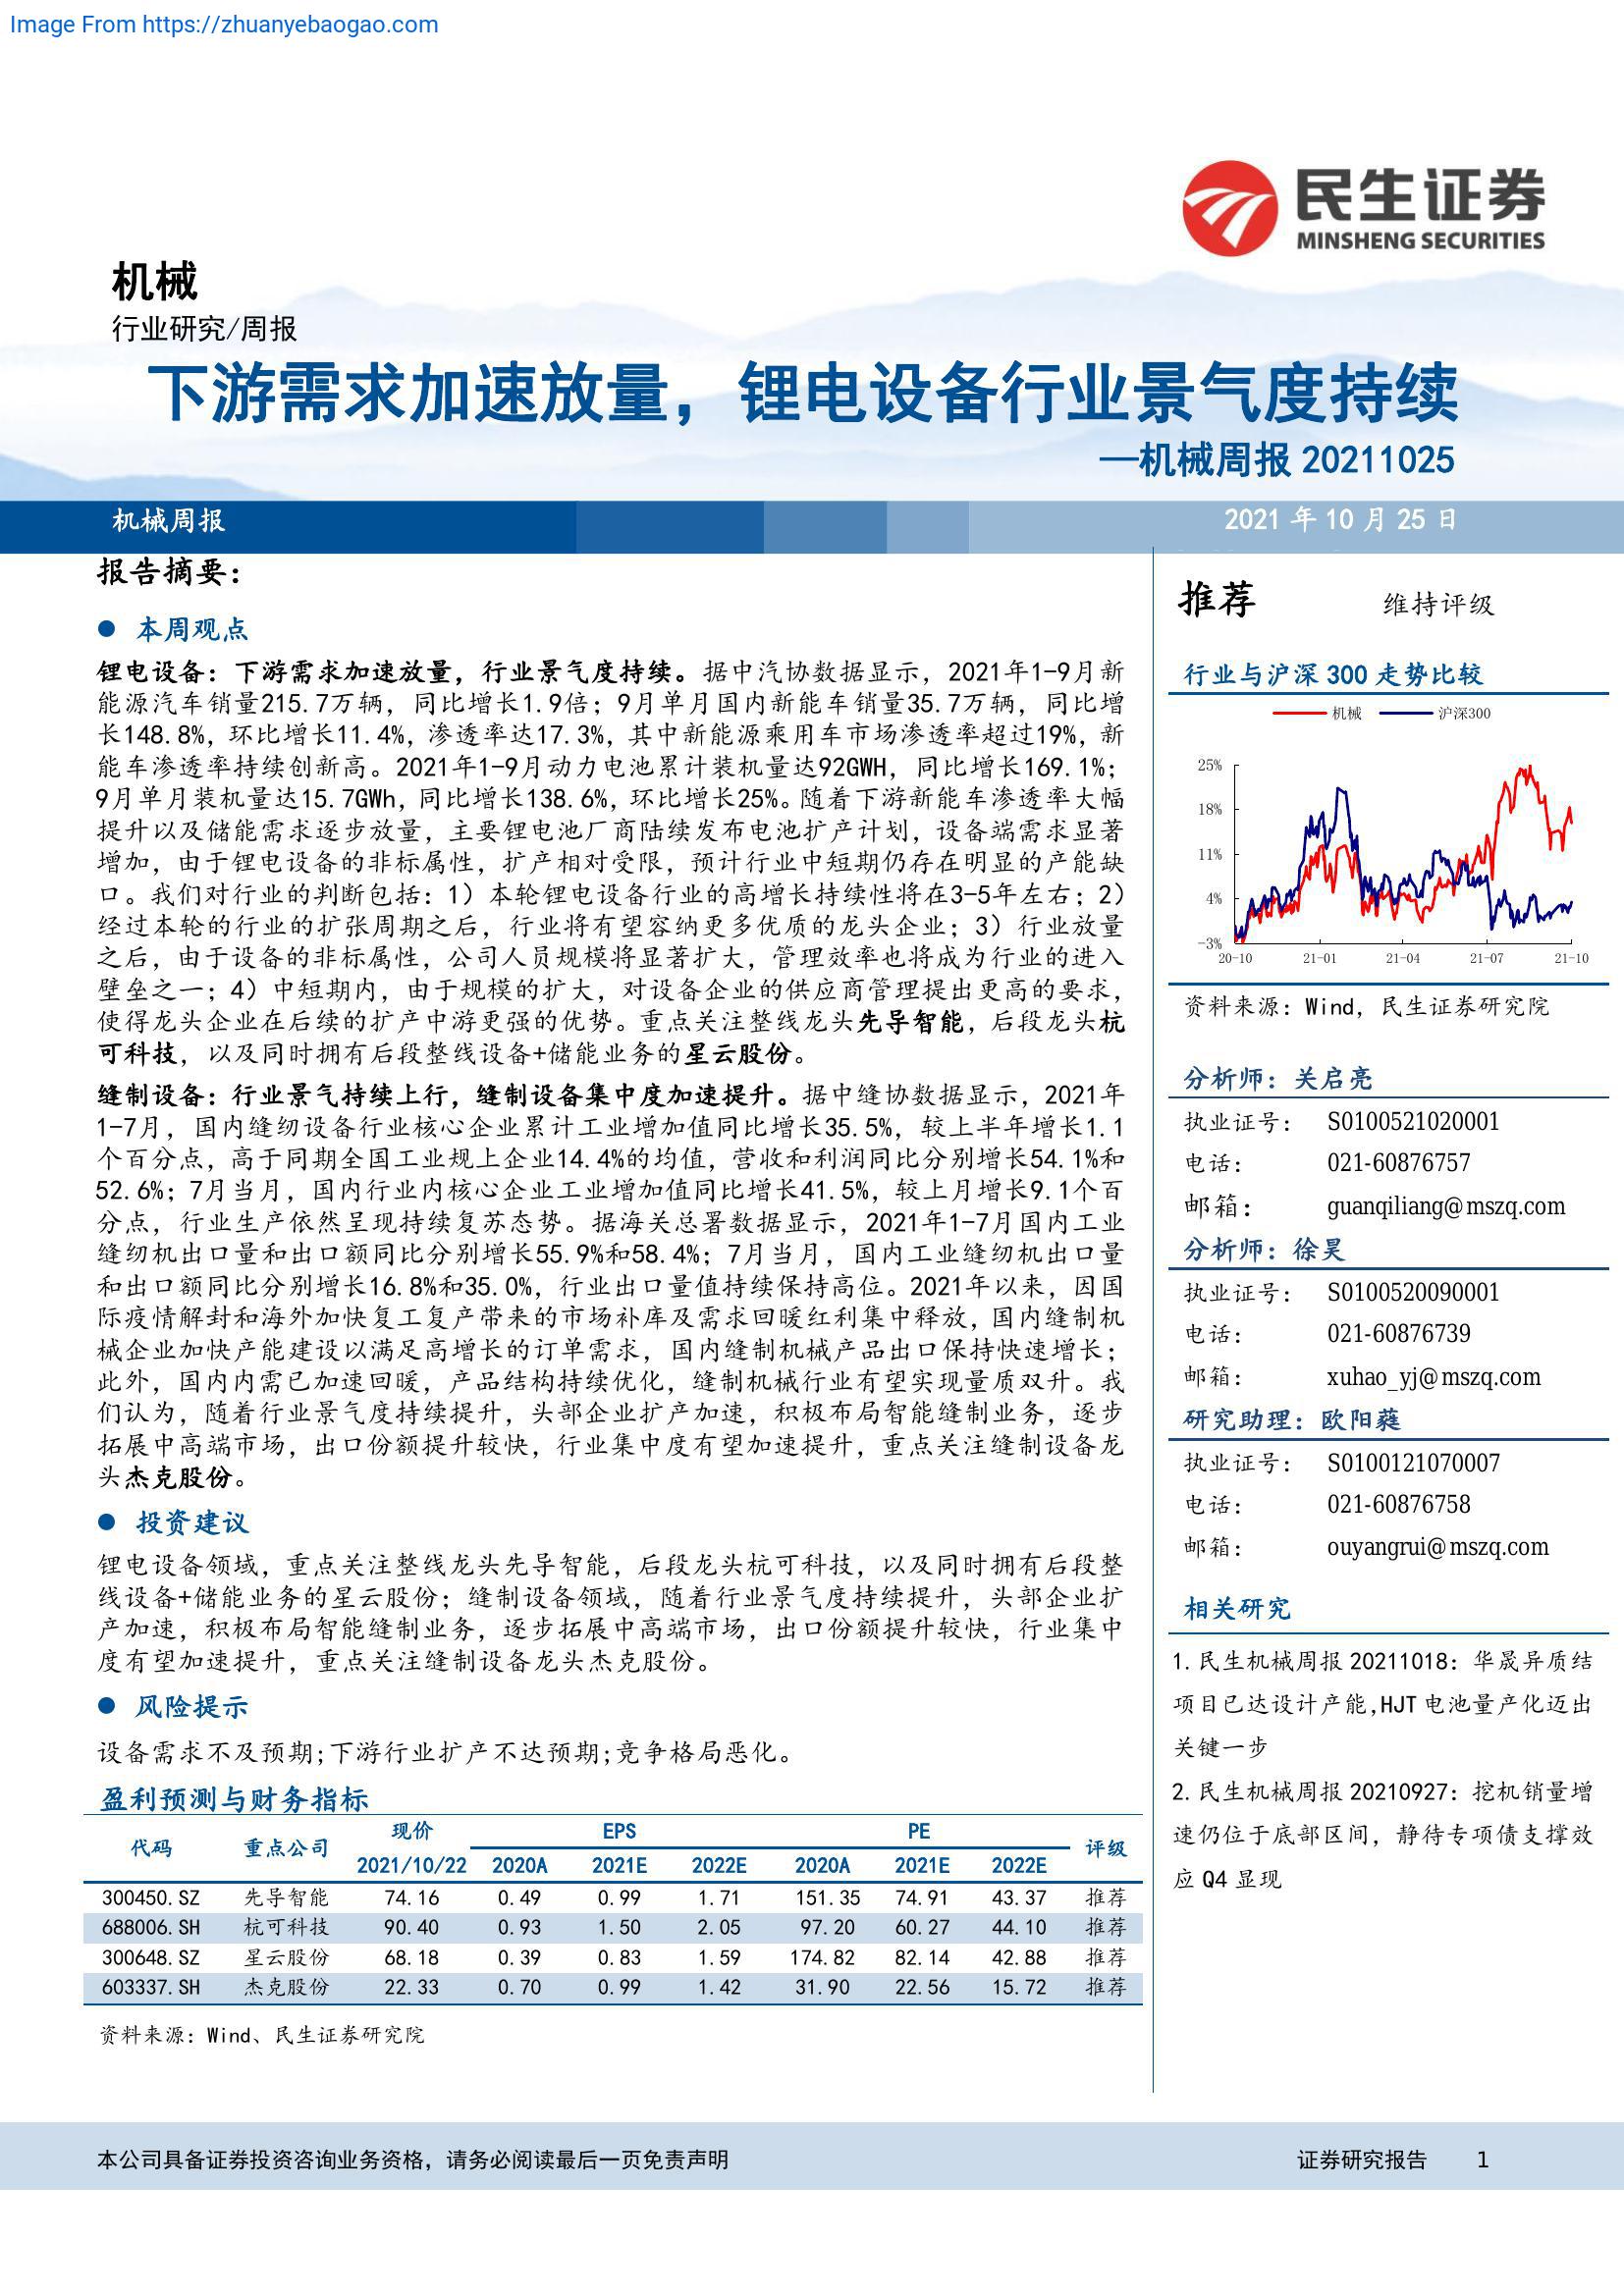 Image From https://zhuanyebaogao.com
民生证券
MINSHENG SECURITIES
机械
行业研究/周报
下游需求加速放量，锂电设备行业景气度持续
—机械周报 20211025
机械周报
2021 年 10 月 25 日
报告摘要：
● 本周观点
锂电设备：下游需求加速放量，行业景气度持续。据中汽协数据显示，2021年1-9月新
能源汽车销量215.7万辆，同比增长1.9倍；9月单月国内新能车销量35.7万辆，同比增
长148.8%，环比增长11.4%，渗透率达17.3%，其中新能源乘用车市场渗透率超过19%，新
能车渗透率持续创新高。2021年1-9月动力电池累计装机量达92GWH，同比增长169.1%；
9月单月装机量达15.7GWh，同比增长138.6%，环比增长25%。随着下游新能车渗透率大幅
提升以及储能需求逐步放量，主要锂电池厂商陆续发布电池扩产计划，设备端需求显著
增加，由于锂电设备的非标属性，扩产相对受限，预计行业中短期仍存在明显的产能缺
口。我们对行业的判断包括：1）本轮锂电设备行业的高增长持续性将在3-5年左右；2）
经过本轮的行业的扩张周期之后，行业将有望容纳更多优质的龙头企业；3）行业放量
之后，由于设备的非标属性，公司人员规模将显著扩大，管理效率也将成为行业的进入
壁垒之一；4）中短期内，由于规模的扩大，对设备企业的供应商管理提出更高的要求，
使得龙头企业在后续的扩产中游更强的优势。重点关注整线龙头先导智能，后段龙头杭
可科技，以及同时拥有后段整线设备+储能业务的星云股份。
缝制设备：行业景气持续上行，缝制设备集中度加速提升。据中缝协数据显示，2021年
1-7月，国内缝纫设备行业核心企业累计工业增加值同比增长35.5%，较上半年增长1.1
个百分点，高于同期全国工业规上企业14.4%的均值，营收和利润同比分别增长54.1%和
52.6%；7月当月，国内行业内核心企业工业增加值同比增长41.5%，较上月增长9.1个百
分点，行业生产依然呈现持续复苏态势。据海关总署数据显示，2021年1-7月国内工业
缝纫机出口量和出口额同比分别增长55.9%和58.4%；7月当月，国内工业缝纫机出口量
和出口额同比分别增长16.8%和35.0%，行业出口量值持续保持高位。2021年以来，因国
际疫情解封和海外加快复工复产带来的市场补库及需求回暖红利集中释放，国内缝制机
械企业加快产能建设以满足高增长的订单需求，国内缝制机械产品出口保持快速增长；
此外，国内内需已加速回暖，产品结构持续优化，缝制机械行业有望实现量质双升。我
们认为，随着行业景气度持续提升，头部企业扩产加速，积极布局智能缝制业务，逐步
拓展中高端市场，出口份额提升较快，行业集中度有望加速提升，重点关注缝制设备龙
头杰克股份。
● 投资建议
锂电设备领域，重点关注整线龙头先导智能，后段龙头杭可科技，以及同时拥有后段整
线设备+储能业务的星云股份；缝制设备领域，随着行业景气度持续提升，头部企业扩
产加速，积极布局智能缝制业务，逐步拓展中高端市场，出口份额提升较快，行业集中
度有望加速提升，重点关注缝制设备龙头杰克股份。
● 风险提示
设备需求不及预期;下游行业扩产不达预期;竞争格局恶化。
盈利预测与财务指标
代码 重点公司 现价 EPS PE 评级
2021/10/22 2020A 2021E 2022E 2020A 2021E 2022E
300450.SZ 先导智能 74.16 0.49 0.99 1.71 151.35 74.91 43.37 推荐
688006.SH 杭可科技 90.40 0.93 1.50 2.05 97.20 60.27 44.10 推荐
300648.SZ 星云股份 68.18 0.39 0.83 1.59 174.82 82.14 42.88 推荐
603337.SH 杰克股份 22.33 0.70 0.99 1.42 31.90 22.56 15.72 推荐
资料来源：Wind、民生证券研究院
推荐 维持评级
行业与沪深 300 走势比较
机械 沪深300
25%
18%
11%
4%
-3%
20-10 21-01 21-04 21-07 21-10
资料来源：Wind，民生证券研究院
分析师：关启亮
执业证号： S0100521020001
电话： 021-60876757
邮箱： guanqiliang@mszq.com
分析师：徐昊
执业证号： S0100520090001
电话： 021-60876739
邮箱： xuhao_yj@mszq.com
研究助理：欧阳蕤
执业证号： S0100121070007
电话： 021-60876758
邮箱： ouyangrui@mszq.com
相关研究
1.民生机械周报 20211018：华晟异质结
项目已达设计产能,HJT 电池量产化迈出
关键一步
2.民生机械周报 20210927：挖机销量增
速仍位于底部区间，静待专项债支撑效
应 Q4 显现
本公司具备证券投资咨询业务资格，请务必阅读最后一页免责声明
证券研究报告 1